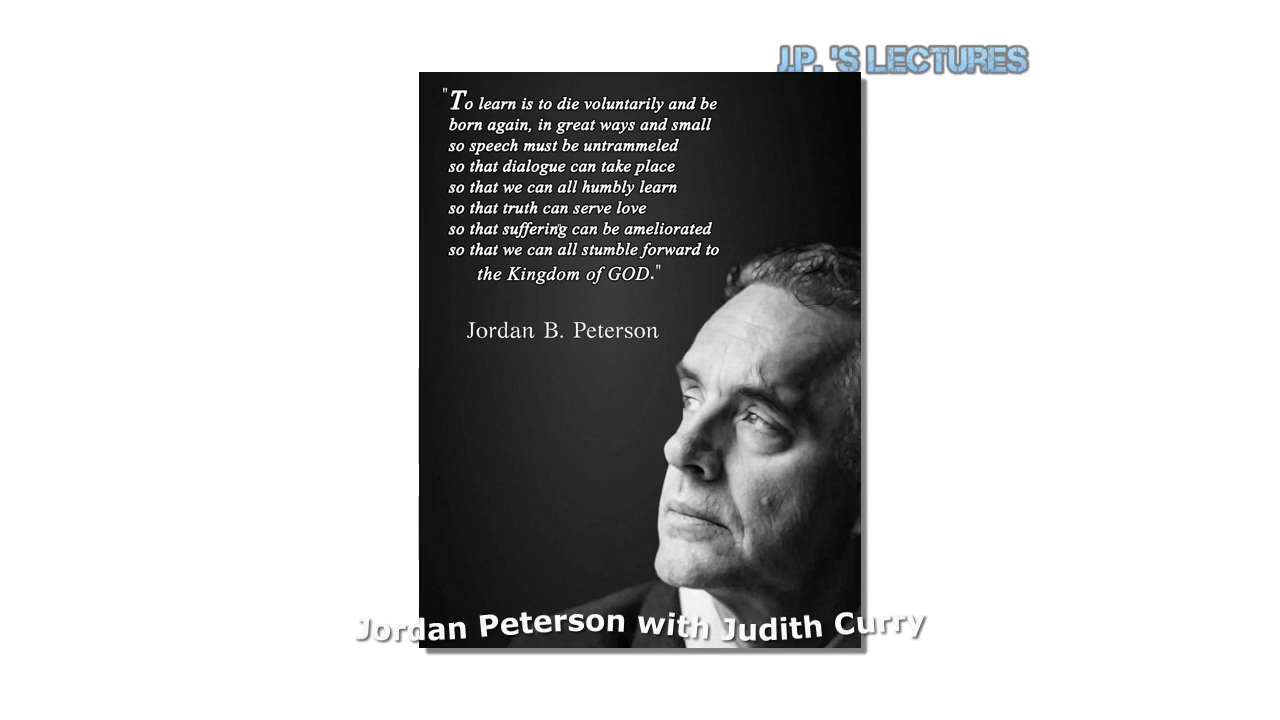 J.P. 'S LECTURES
"To learn is to die voluntarily and be
born again, in great ways and small
so speech must be untrammeled
so that dialogue can take place
so that we can all humbly learn
so that truth can serve love
so that suffering can be ameliorated
so that we can all stumble forward to
the Kingdom of GOD."
Jordan B. Peterson
Jordan Peterson with Judith Curry